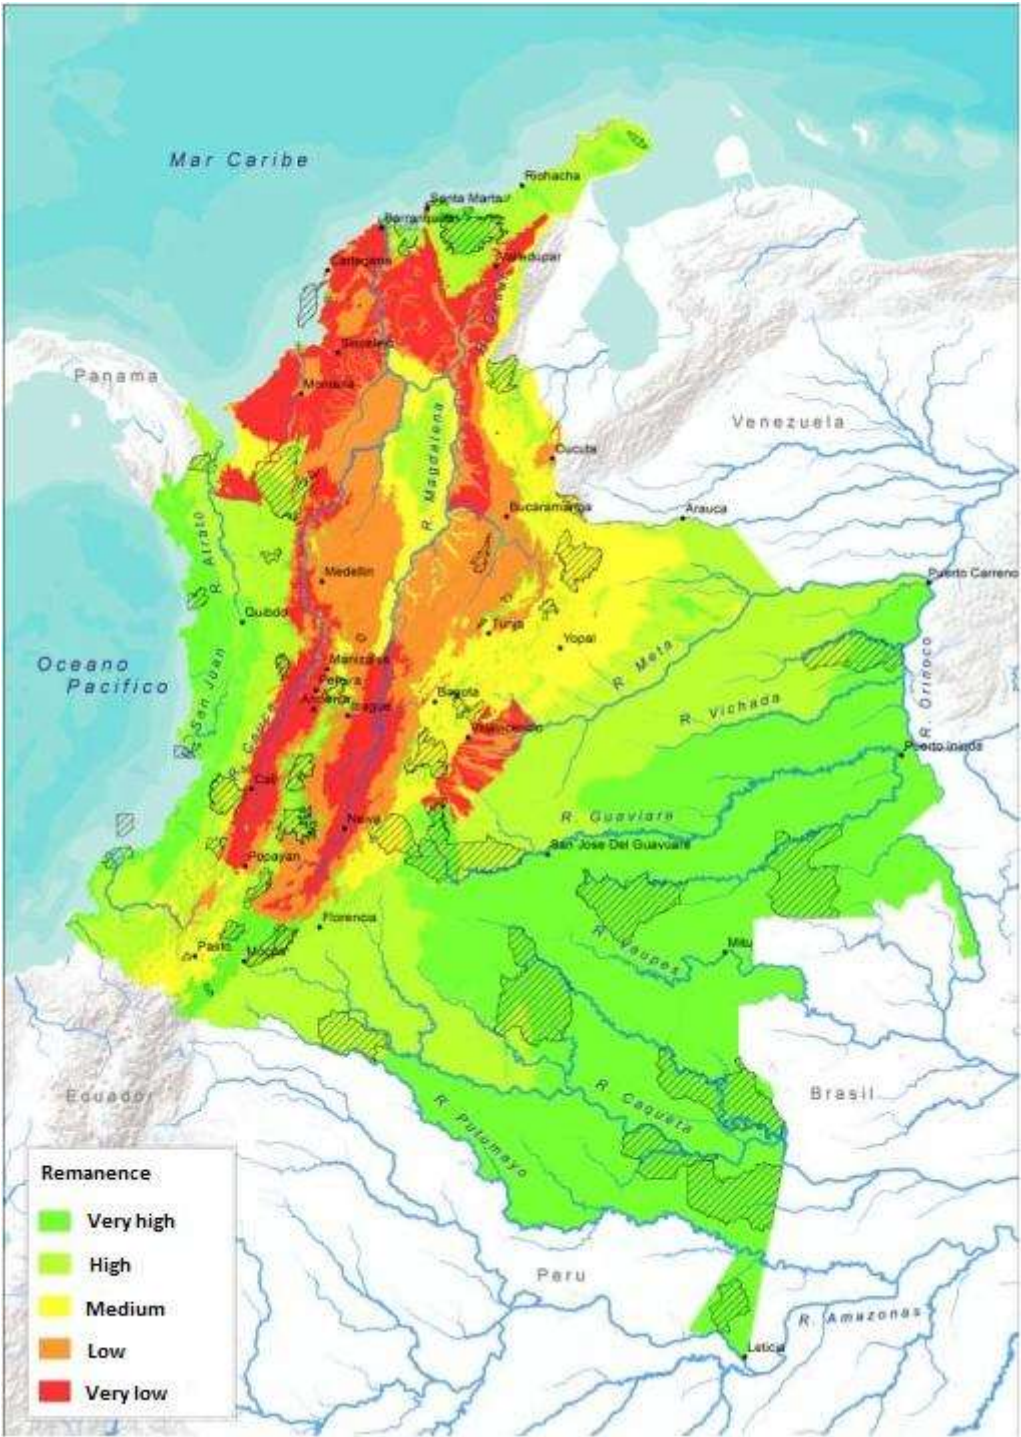 Mar Caribe
Riohacha
Santa Marta
Barranquilla
Cartagena
Valledupar
Sincelejo
Panama
Monteria
Venezuela
R. Magdalena
Cucuta
Bucaramanga
Arauca
R. Atrato
Medellin
Puerto Carreno
Quibdo
Tunja
Yopal
Oceano
Pacifico
Manizales
R. Meta
R. Orinoco
San Juan
Pereira
Armenia
Ibague
Bogota
R. Vichada
Villavicencio
R. Cauca
Puerto Inirida
Cali
Neiva
R. Guaviare
San Jose Del Guavuare
Popayan
Florencia
Pasto
Mocoa
R. Vaupes
Mitu
Ecuador
R. Caqueta
Brasil
R. Putumayo
Remanence
Very high
High
Medium
Low
Very low
Peru
R. Amazonas
Leticia